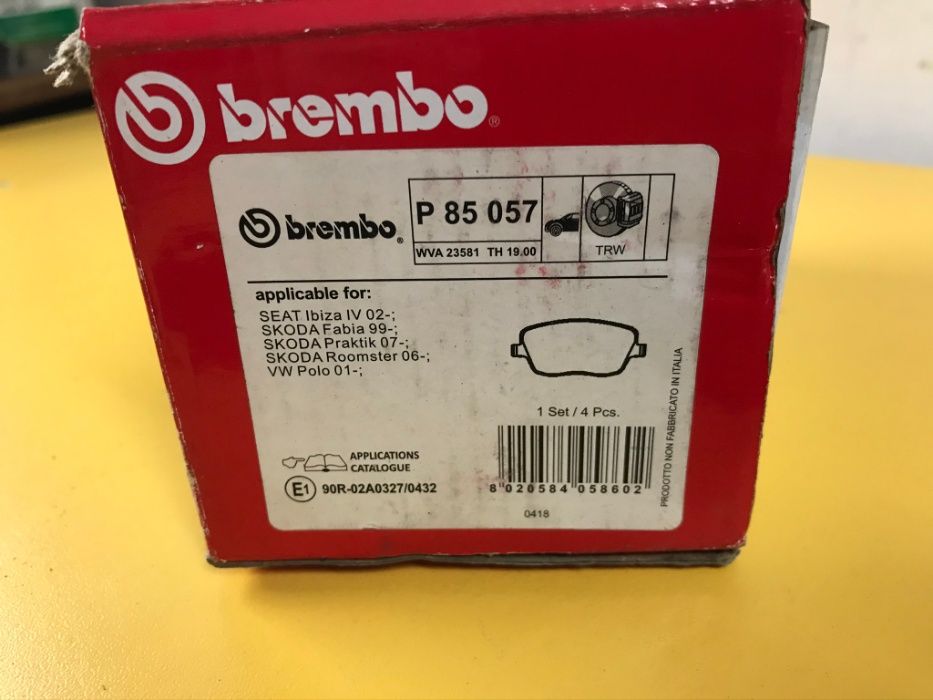 brembo®
brembo®
P 85 057
WVA 23581 TH 19.00
TRW
applicable for:
SEAT Ibiza IV 02-;
SKODA Fabia 99-;
SKODA Praktik 07-;
SKODA Roomster 06-;
VW Polo 01-;
1 Set / 4 Pcs.
PRODOTTO NON FABBRICATO IN ITALIA
APPLICATIONS
CATALOGUE
E1 90R-02A0327/0432
8 020584 058602
0418